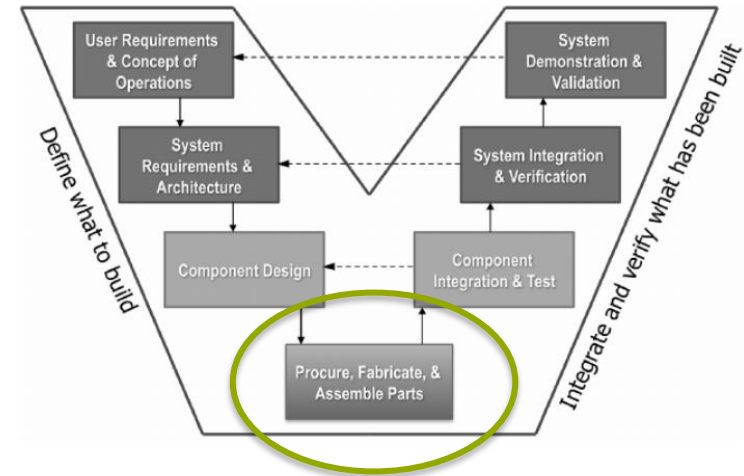 User Requirements
& Concept of
Operations
System
Demonstration &
Validation
System
Requirements &
Architecture
System Integration
& Verification
Component Design
Component
Integration & Test
Procure, Fabricate, &
Assemble Parts
Define what to build
Integrate and verify what has been built